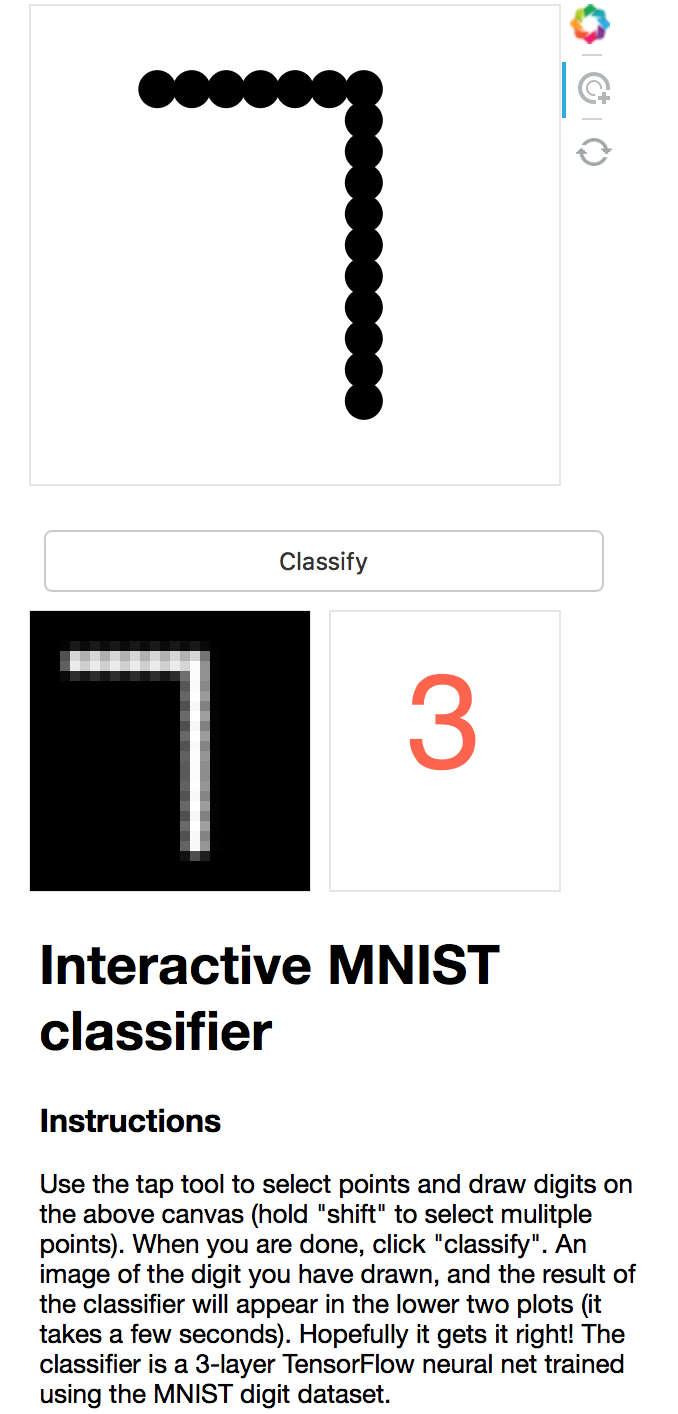 7
Classify
7
3
Interactive MNIST
classifier
Instructions
Use the tap tool to select points and draw digits on
the above canvas (hold "shift" to select mulitple
points). When you are done, click "classify". An
image of the digit you have drawn, and the result of
the classifier will appear in the lower two plots (it
takes a few seconds). Hopefully it gets it right! The
classifier is a 3-layer TensorFlow neural net trained
using the MNIST digit dataset.